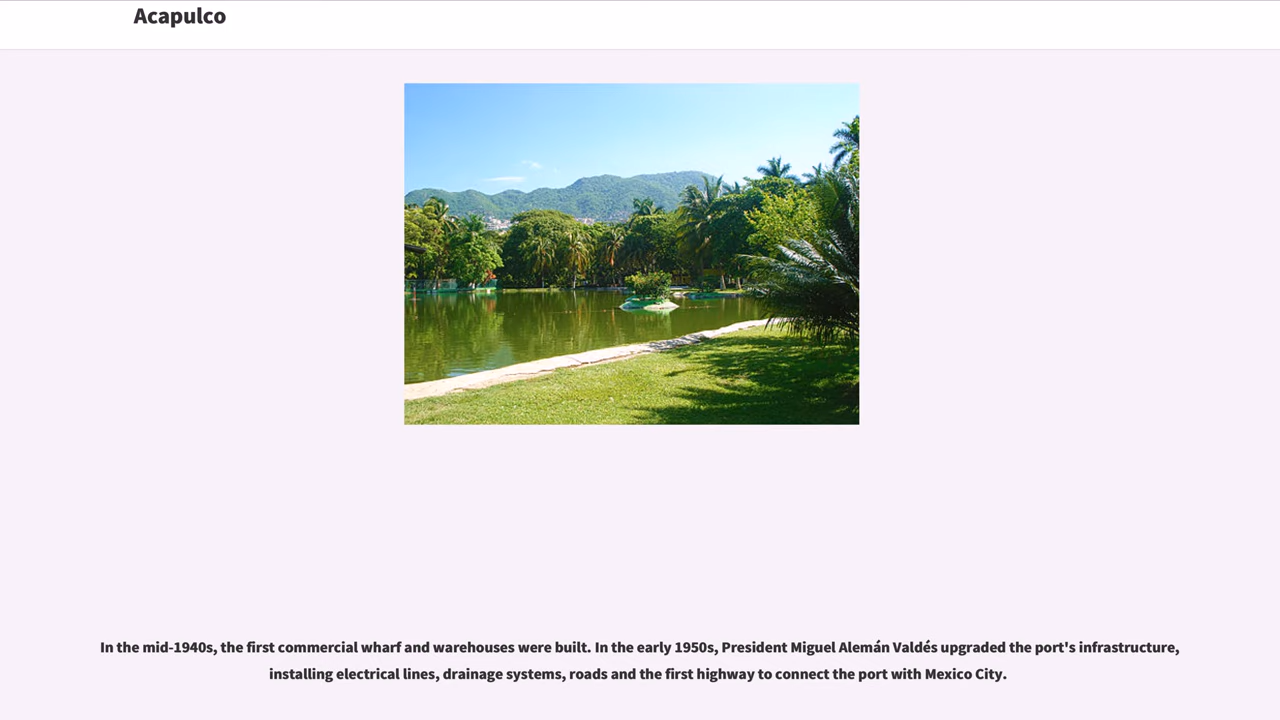 Acapulco
In the mid-1940s, the first commercial wharf and warehouses were built. In the early 1950s, President Miguel Alemán Valdés upgraded the port's infrastructure,
installing electrical lines, drainage systems, roads and the first highway to connect the port with Mexico City.